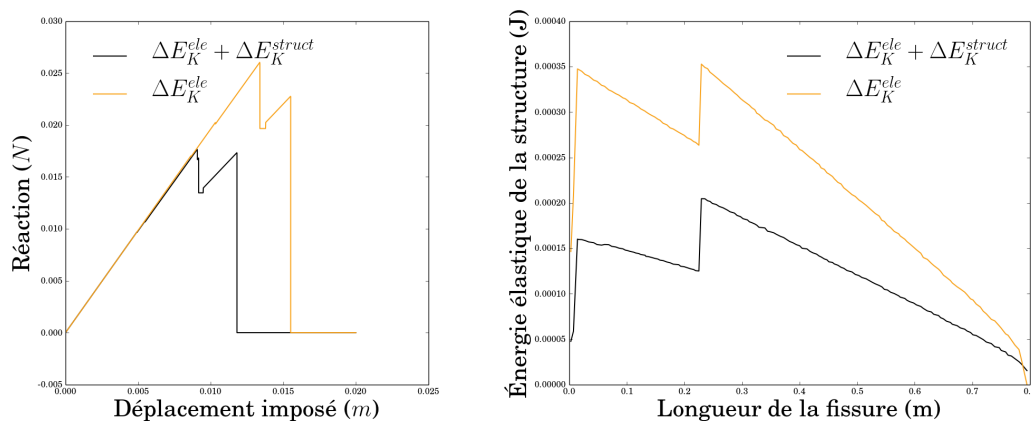 0.030
0.025
0.020
0.015
0.010
0.005
0.000
-0.005
0.000 0.005 0.010 0.015 0.020 0.025
Réaction (N)
Déplacement imposé (m)
ΔE_K^{ele} + ΔE_K^{struct}
ΔE_K^{ele}
0.00040
0.00035
0.00030
0.00025
0.00020
0.00015
0.00010
0.00005
0.00000
0.1 0.2 0.3 0.4 0.5 0.6 0.7
Énergie élastique de la structure (J)
Longueur de la fissure (m)
ΔE_K^{ele} + ΔE_K^{struct}
ΔE_K^{ele}